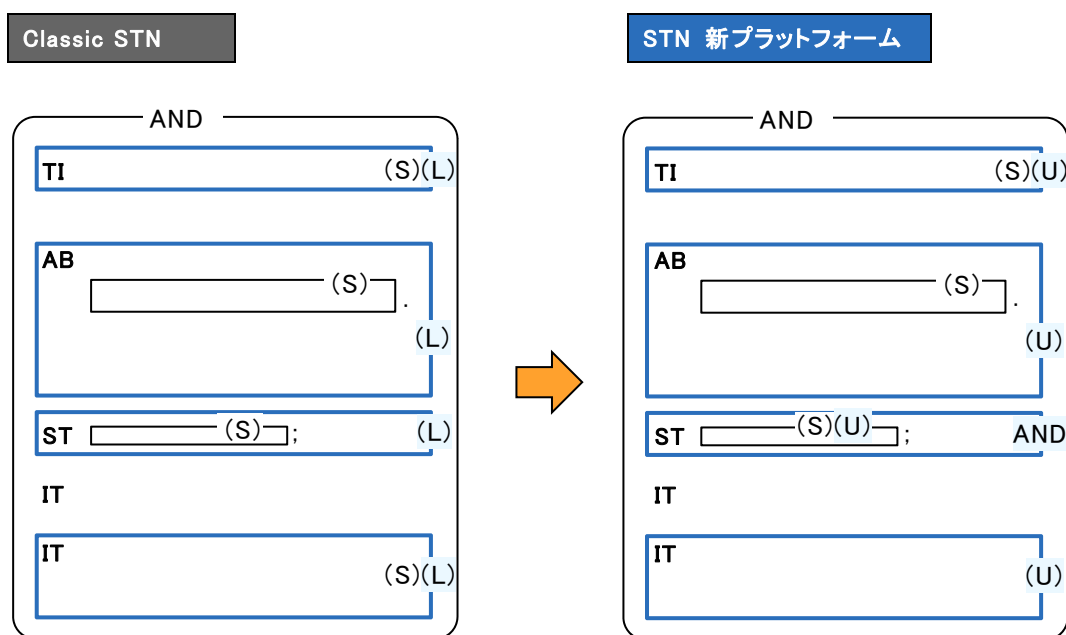 Classic STN
STN 新プラットフォーム
AND
TI (S)(L)
AB
(S)
.
(L)
ST (S) ; (L)
IT
IT
(S)(L)
AND
TI (S)(U)
AB
(S)
.
(U)
ST (S)(U) ; AND
IT
IT
(U)